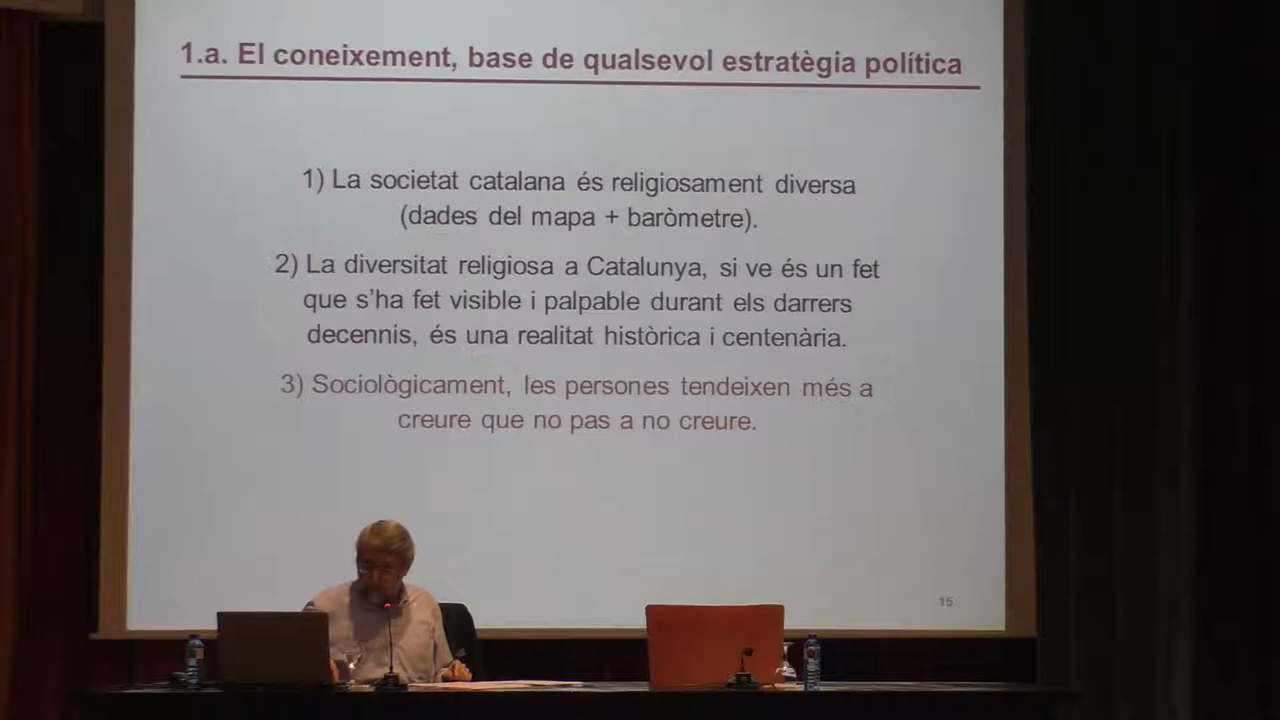 1.a. El coneixement, base de qualsevol estratègia política
1) La societat catalana és religiosament diversa
(dades del mapa + baròmetre).
2) La diversitat religiosa a Catalunya, si ve és un fet
que s’ha fet visible i palpable durant els darrers
decennis, és una realitat històrica i centenària.
3) Sociològicament, les persones tendeixen més a
creure que no pas a no creure.
15